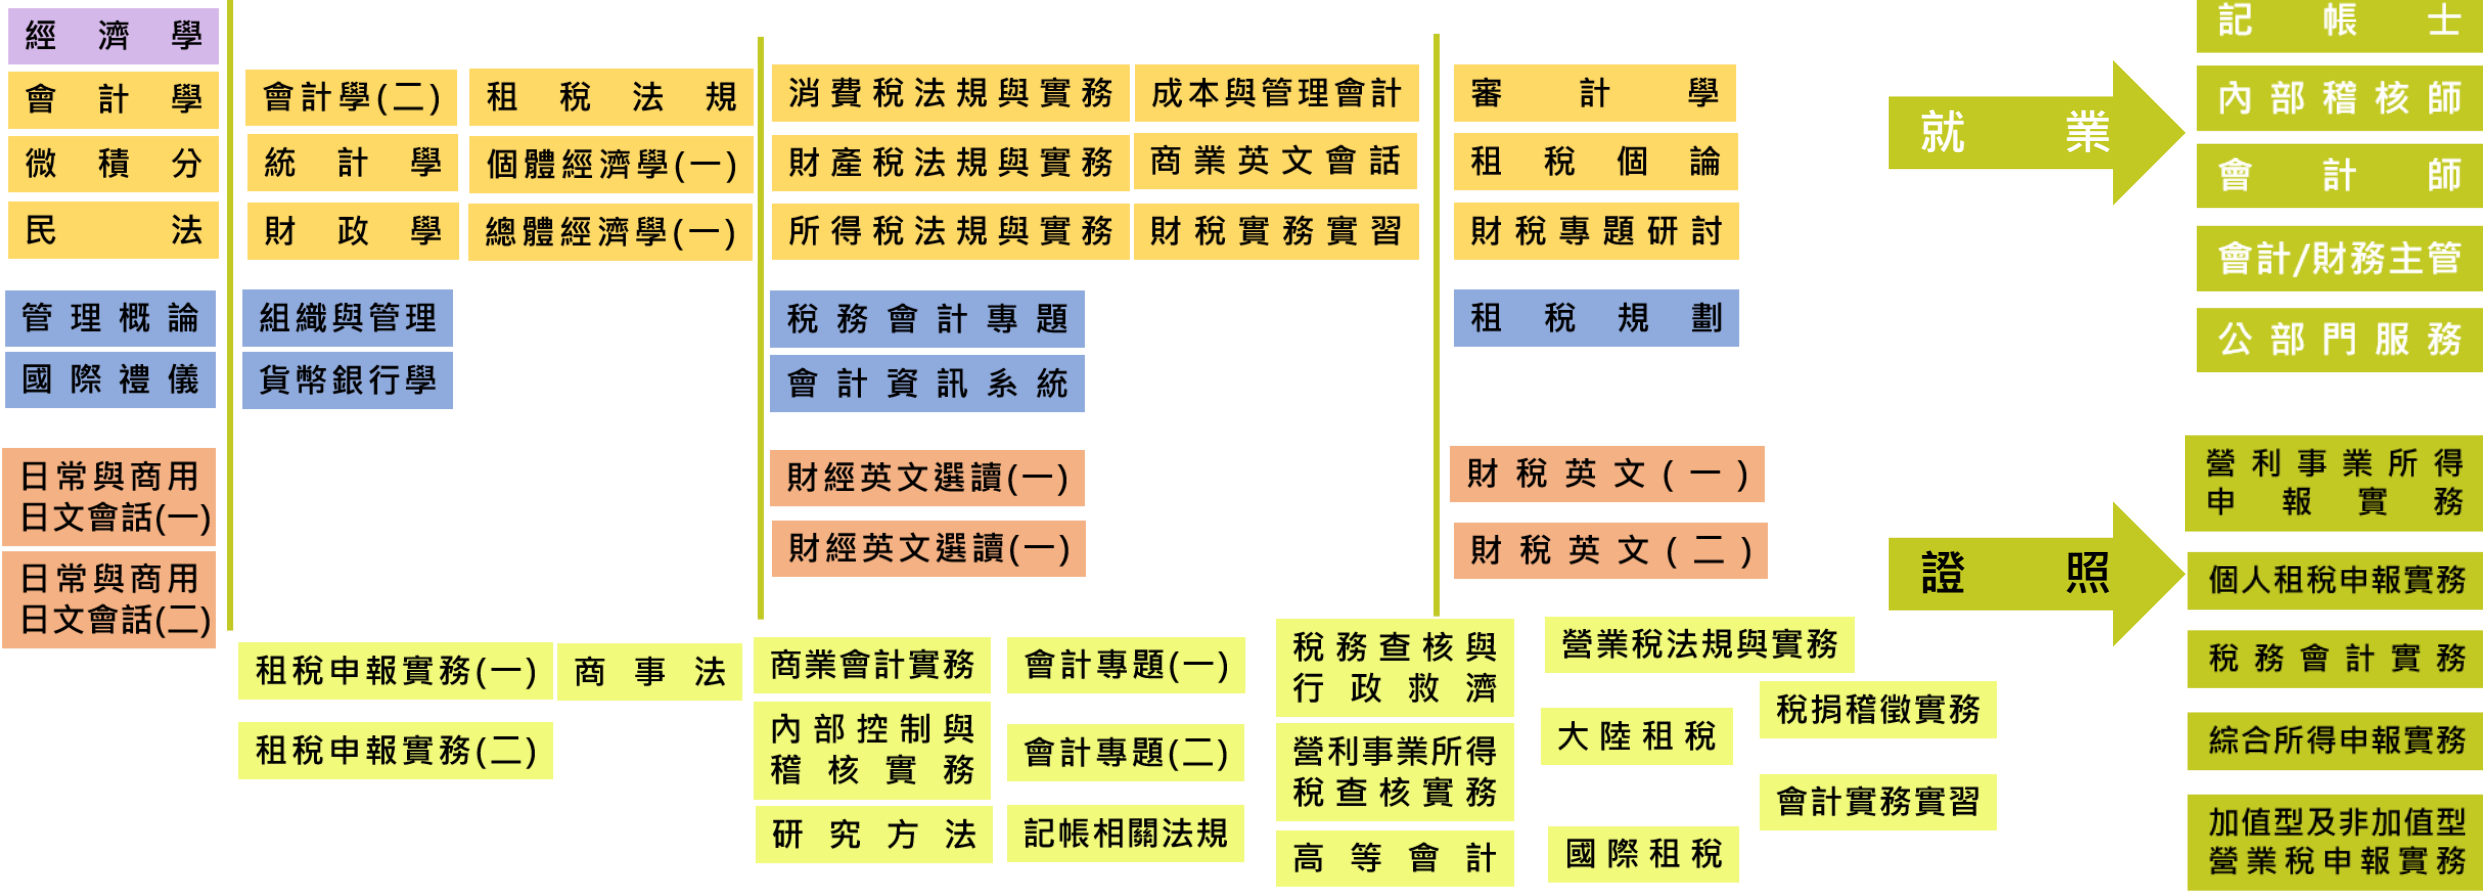 經濟學
會計學
微積分
民法
管理概論
國際禮儀
日常與商用
日文會話(一)
日常與商用
日文會話(二)
會計學(二)
租稅法規
統計學
個體經濟學(一)
財政學
總體經濟學(一)
組織與管理
貨幣銀行學
租稅申報實務(一)
商事法
租稅申報實務(二)
消費稅法規與實務
成本與管理會計
財產稅法規與實務
商業英文會話
所得稅法規與實務
財稅實務實習
稅務會計專題
會計資訊系統
財經英文選讀(一)
財經英文選讀(一)
商業會計實務
會計專題(一)
內部控制與
稽核實務
會計專題(二)
研究方法
記帳相關法規
審計學
租稅個論
財稅專題研討
租稅規劃
財稅英文(一)
財稅英文(二)
稅務查核與
行政救濟
營業稅法規與實務
稅捐稽徵實務
營利事業所得
稅查核實務
大陸租稅
會計實務實習
高等會計
國際租稅
就業
記帳士
內部稽核師
會計師
會計/財務主管
公部門服務
證照
營利事業所得
申報實務
個人租稅申報實務
稅務會計實務
綜合所得申報實務
加值型及非加值型
營業稅申報實務